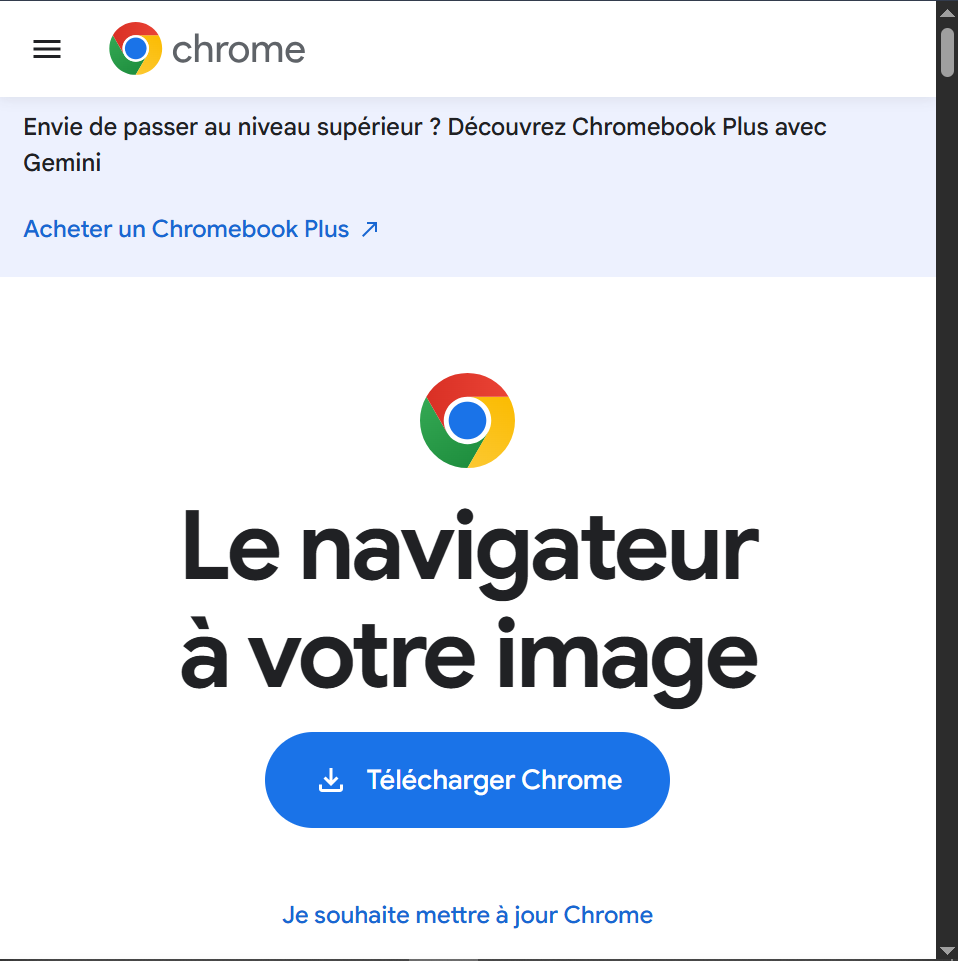 chrome
Envie de passer au niveau supérieur ? Découvrez Chromebook Plus avec
Gemini
Acheter un Chromebook Plus
Le navigateur
à votre image
Télécharger Chrome
Je souhaite mettre à jour Chrome